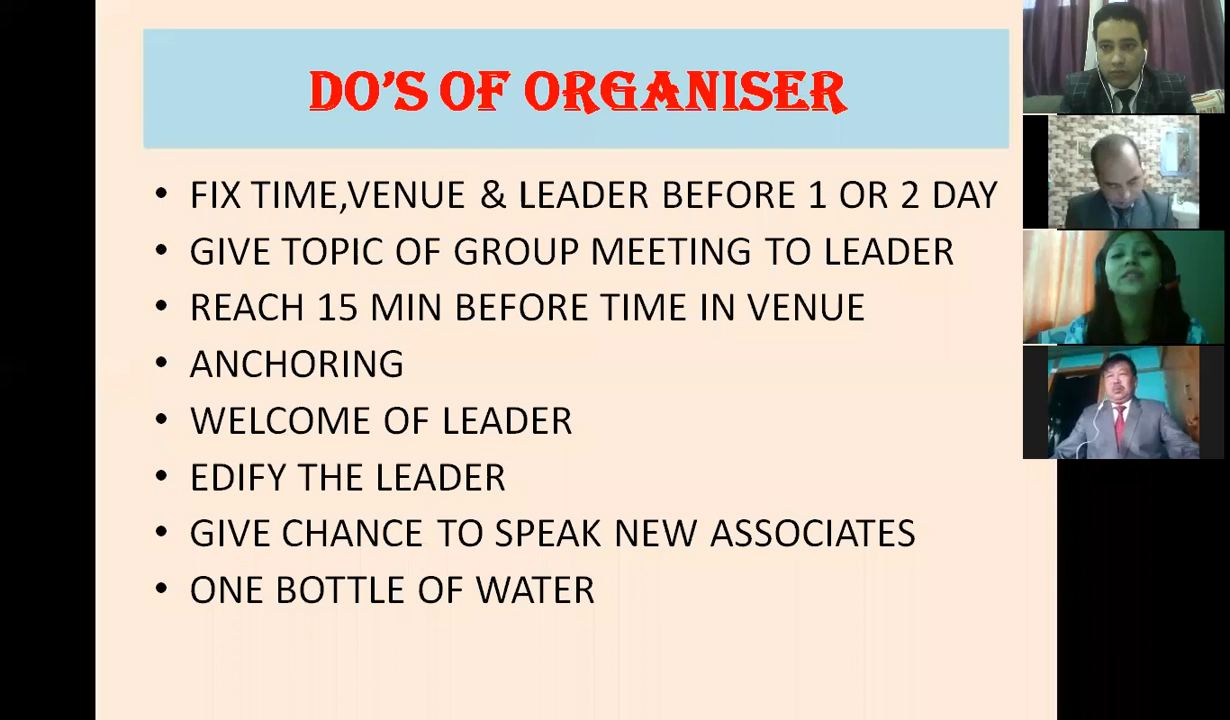 DO'S OF ORGANISER
• FIX TIME,VENUE & LEADER BEFORE 1 OR 2 DAY
• GIVE TOPIC OF GROUP MEETING TO LEADER
• REACH 15 MIN BEFORE TIME IN VENUE
• ANCHORING
• WELCOME OF LEADER
• EDIFY THE LEADER
• GIVE CHANCE TO SPEAK NEW ASSOCIATES
• ONE BOTTLE OF WATER